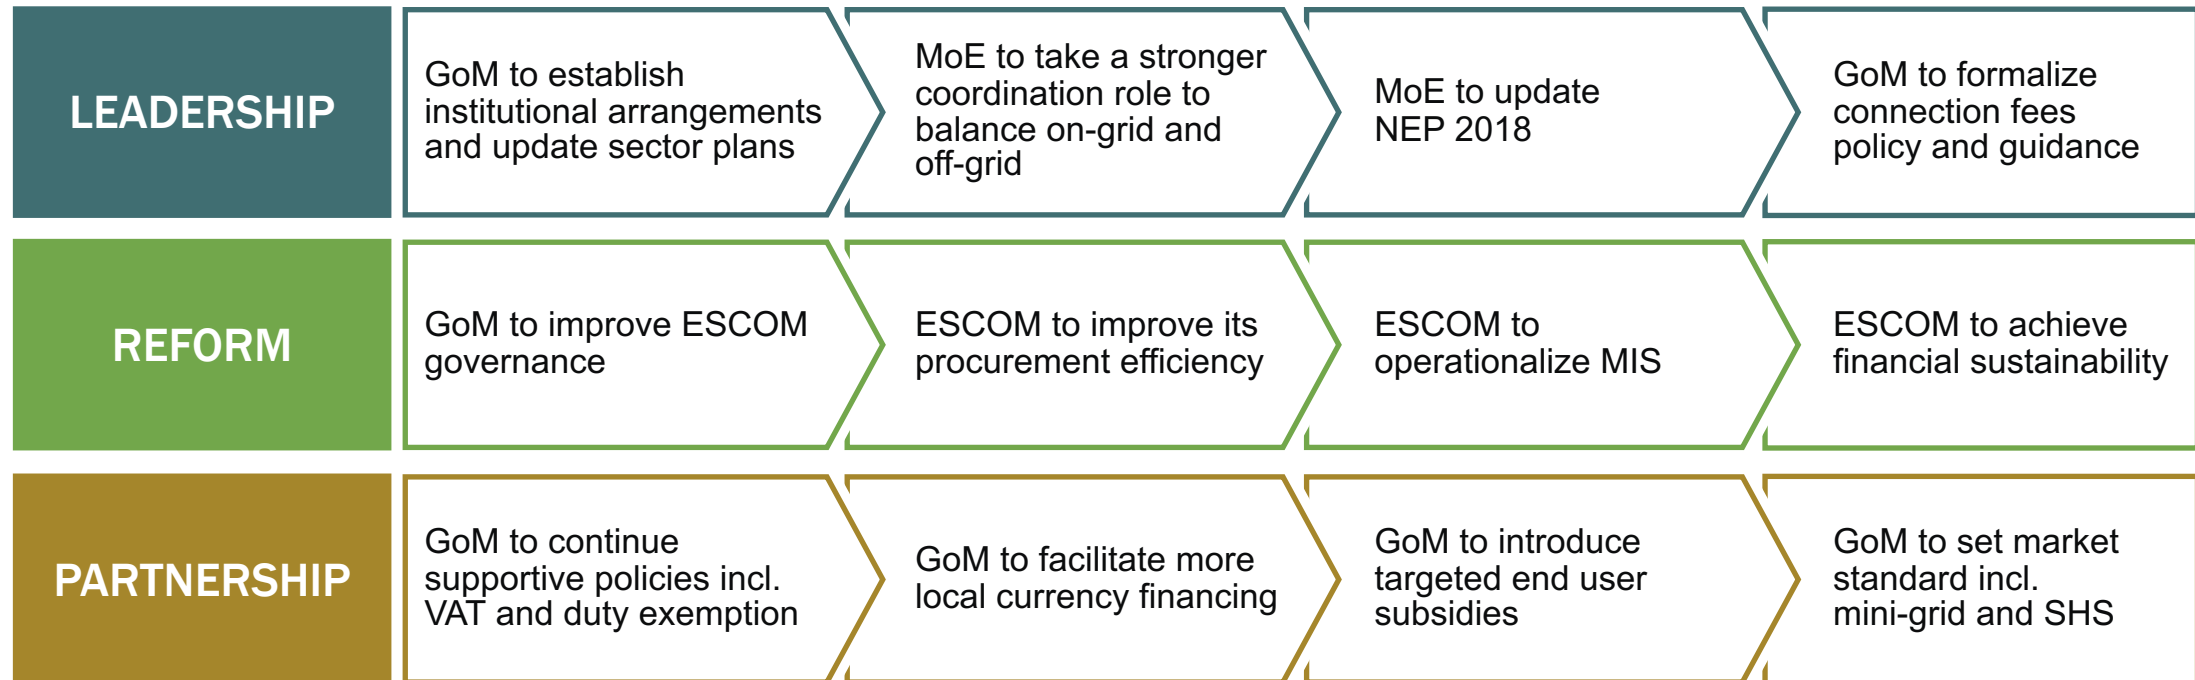 LEADERSHIP
GoM to establish
institutional arrangements
and update sector plans
MoE to take a stronger
coordination role to
balance on-grid and
off-grid
MoE to update
NEP 2018
GoM to formalize
connection fees
policy and guidance
REFORM
GoM to improve ESCOM
governance
ESCOM to improve its
procurement efficiency
ESCOM to
operationalize MIS
ESCOM to achieve
financial sustainability
PARTNERSHIP
GoM to continue
supportive policies incl.
VAT and duty exemption
GoM to facilitate more
local currency financing
GoM to introduce
targeted end user
subsidies
GoM to set market
standard incl.
mini-grid and SHS